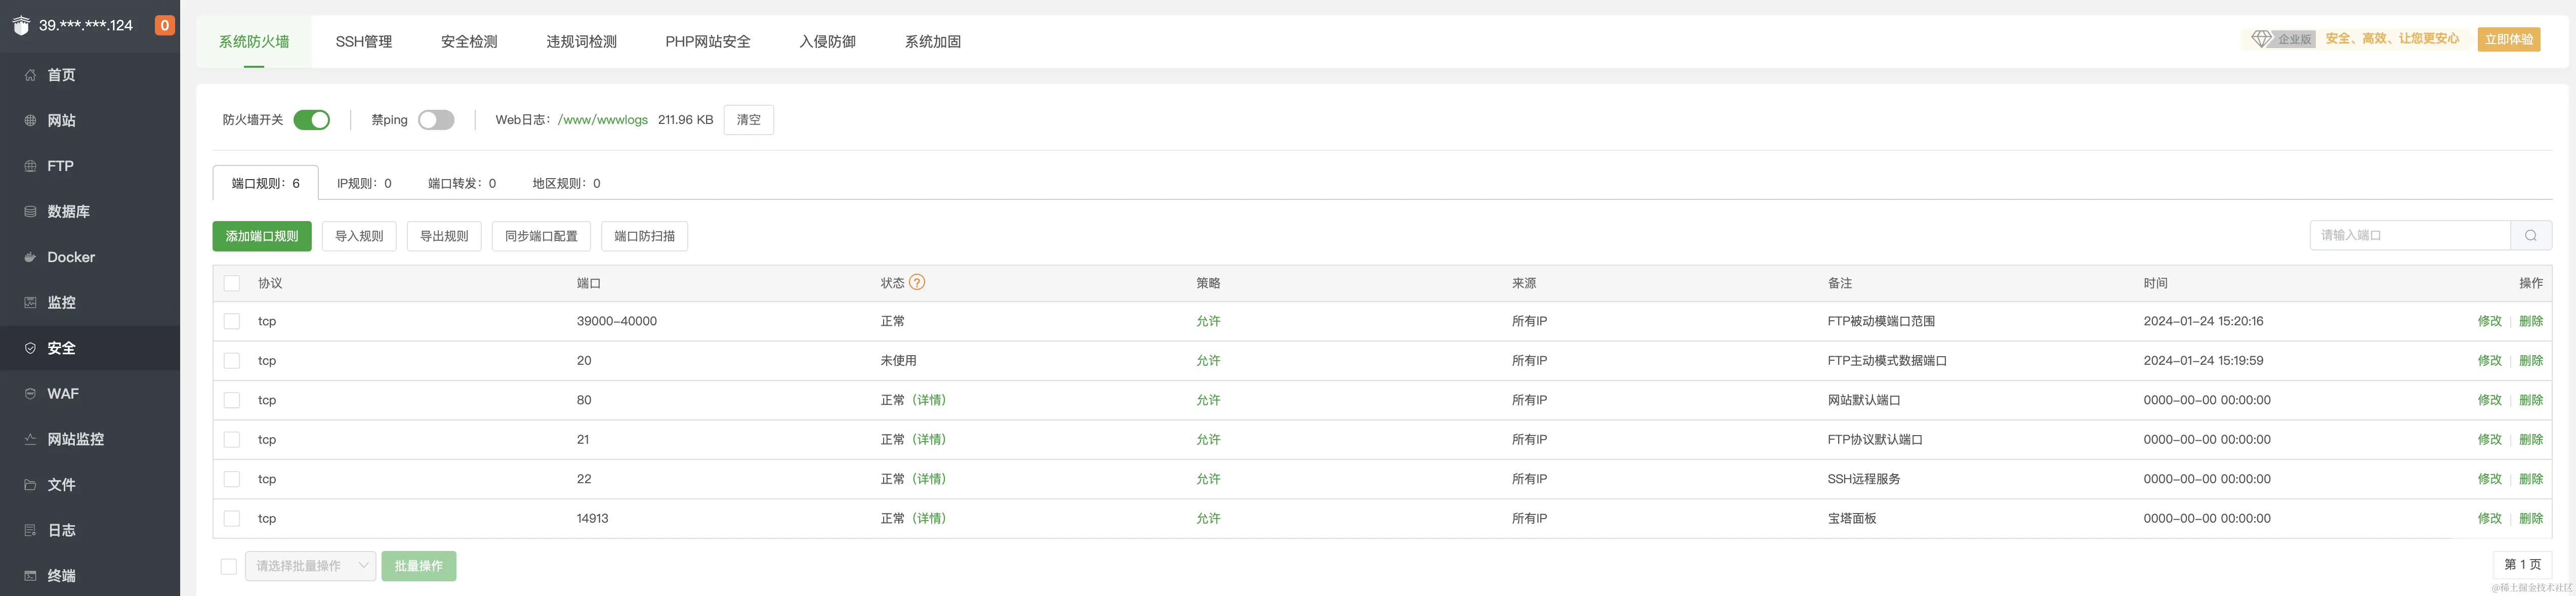 39.***.***.124 0
首页
网站
FTP
数据库
Docker
监控
安全
WAF
网站监控
文件
日志
终端
系统防火墙 SSH管理 安全检测 违规词检测 PHP网站安全 入侵防御 系统加固
企业版 安全、高效、让您更安心 立即体验
防火墙开关 禁ping Web日志：/www/wwwlogs 211.96 KB 清空
端口规则：6 IP规则：0 端口转发：0 地区规则：0
添加端口规则 导入规则 导出规则 同步端口配置 端口防扫描 请输入端口
协议 端口 状态 ? 策略 来源 备注 时间 操作
tcp 39000-40000 正常 允许 所有IP FTP被动模端口范围 2024-01-24 15:20:16 修改 | 删除
tcp 20 未使用 允许 所有IP FTP主动模式数据端口 2024-01-24 15:19:59 修改 | 删除
tcp 80 正常（详情） 允许 所有IP 网站默认端口 0000-00-00 00:00:00 修改 | 删除
tcp 21 正常（详情） 允许 所有IP FTP协议默认端口 0000-00-00 00:00:00 修改 | 删除
tcp 22 正常（详情） 允许 所有IP SSH远程服务 0000-00-00 00:00:00 修改 | 删除
tcp 14913 正常（详情） 允许 所有IP 宝塔面板 0000-00-00 00:00:00 修改 | 删除
请选择批量操作 批量操作 第 1 页
@稀土掘金技术社区